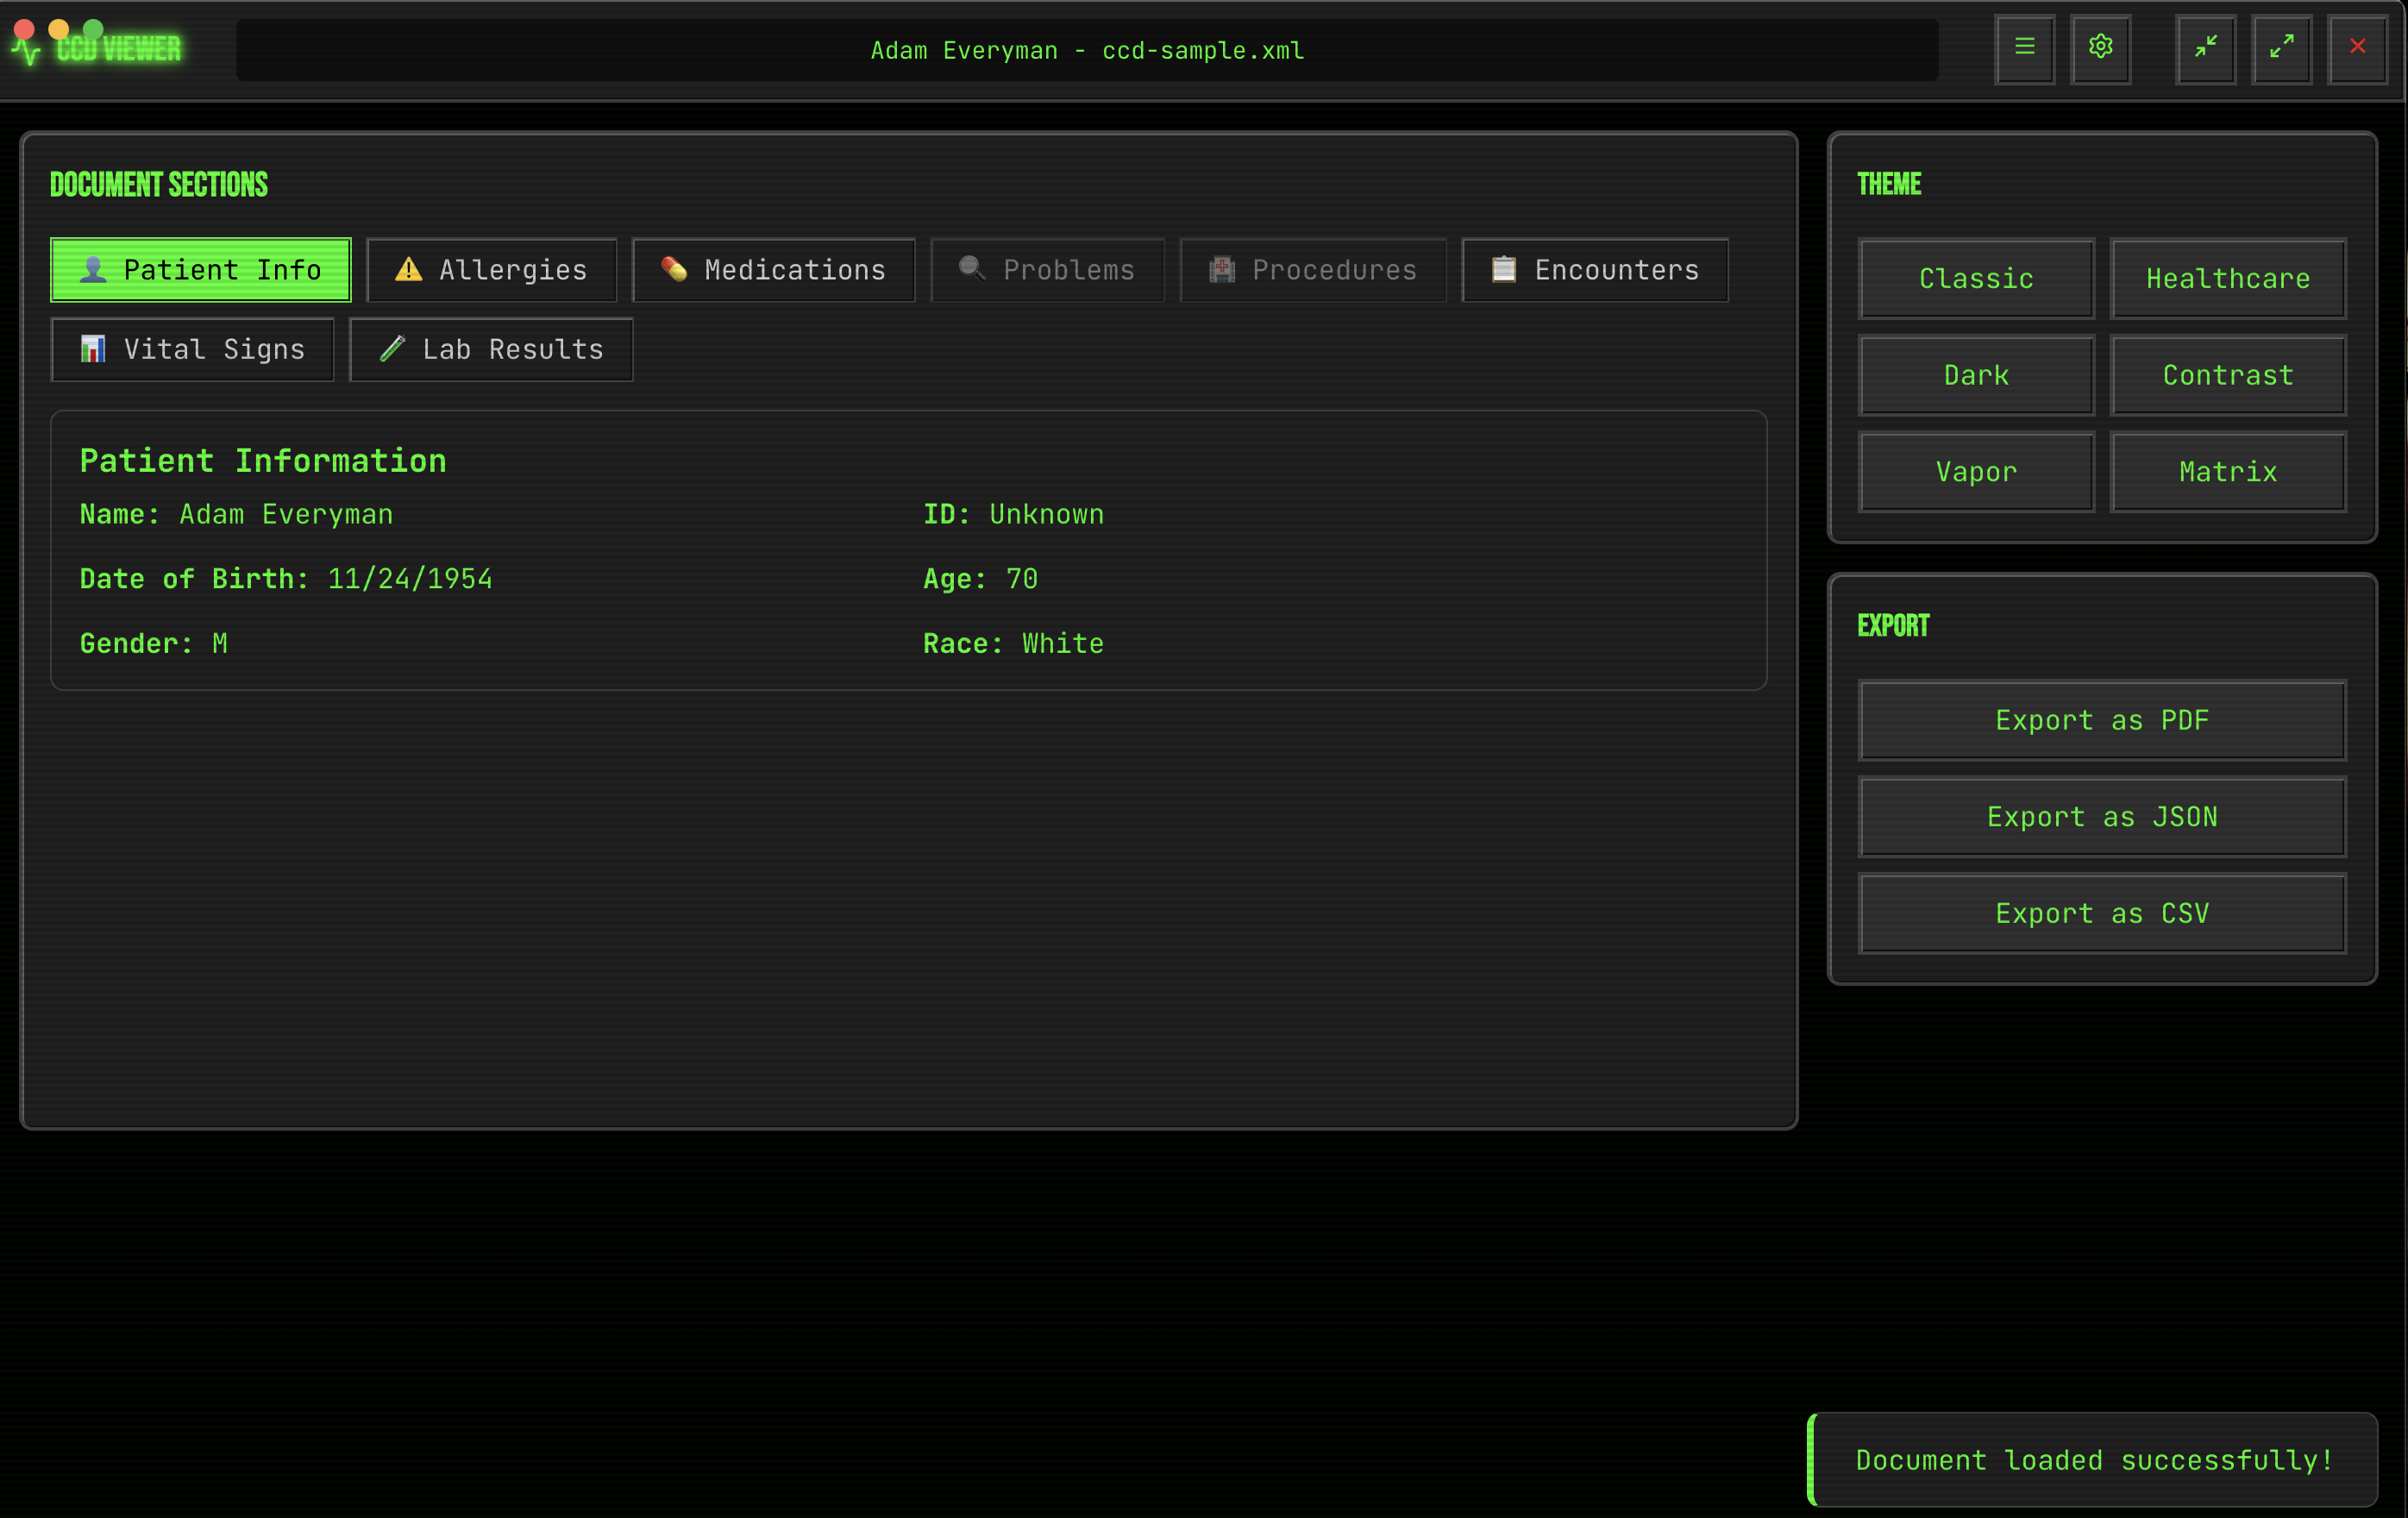 CCD VIEWER
Adam Everyman - ccd-sample.xml
DOCUMENT SECTIONS
Patient Info
Allergies
Medications
Problems
Procedures
Encounters
Vital Signs
Lab Results
Patient Information
Name: Adam Everyman
ID: Unknown
Date of Birth: 11/24/1954
Age: 70
Gender: M
Race: White
THEME
Classic
Healthcare
Dark
Contrast
Vapor
Matrix
EXPORT
Export as PDF
Export as JSON
Export as CSV
Document loaded successfully!